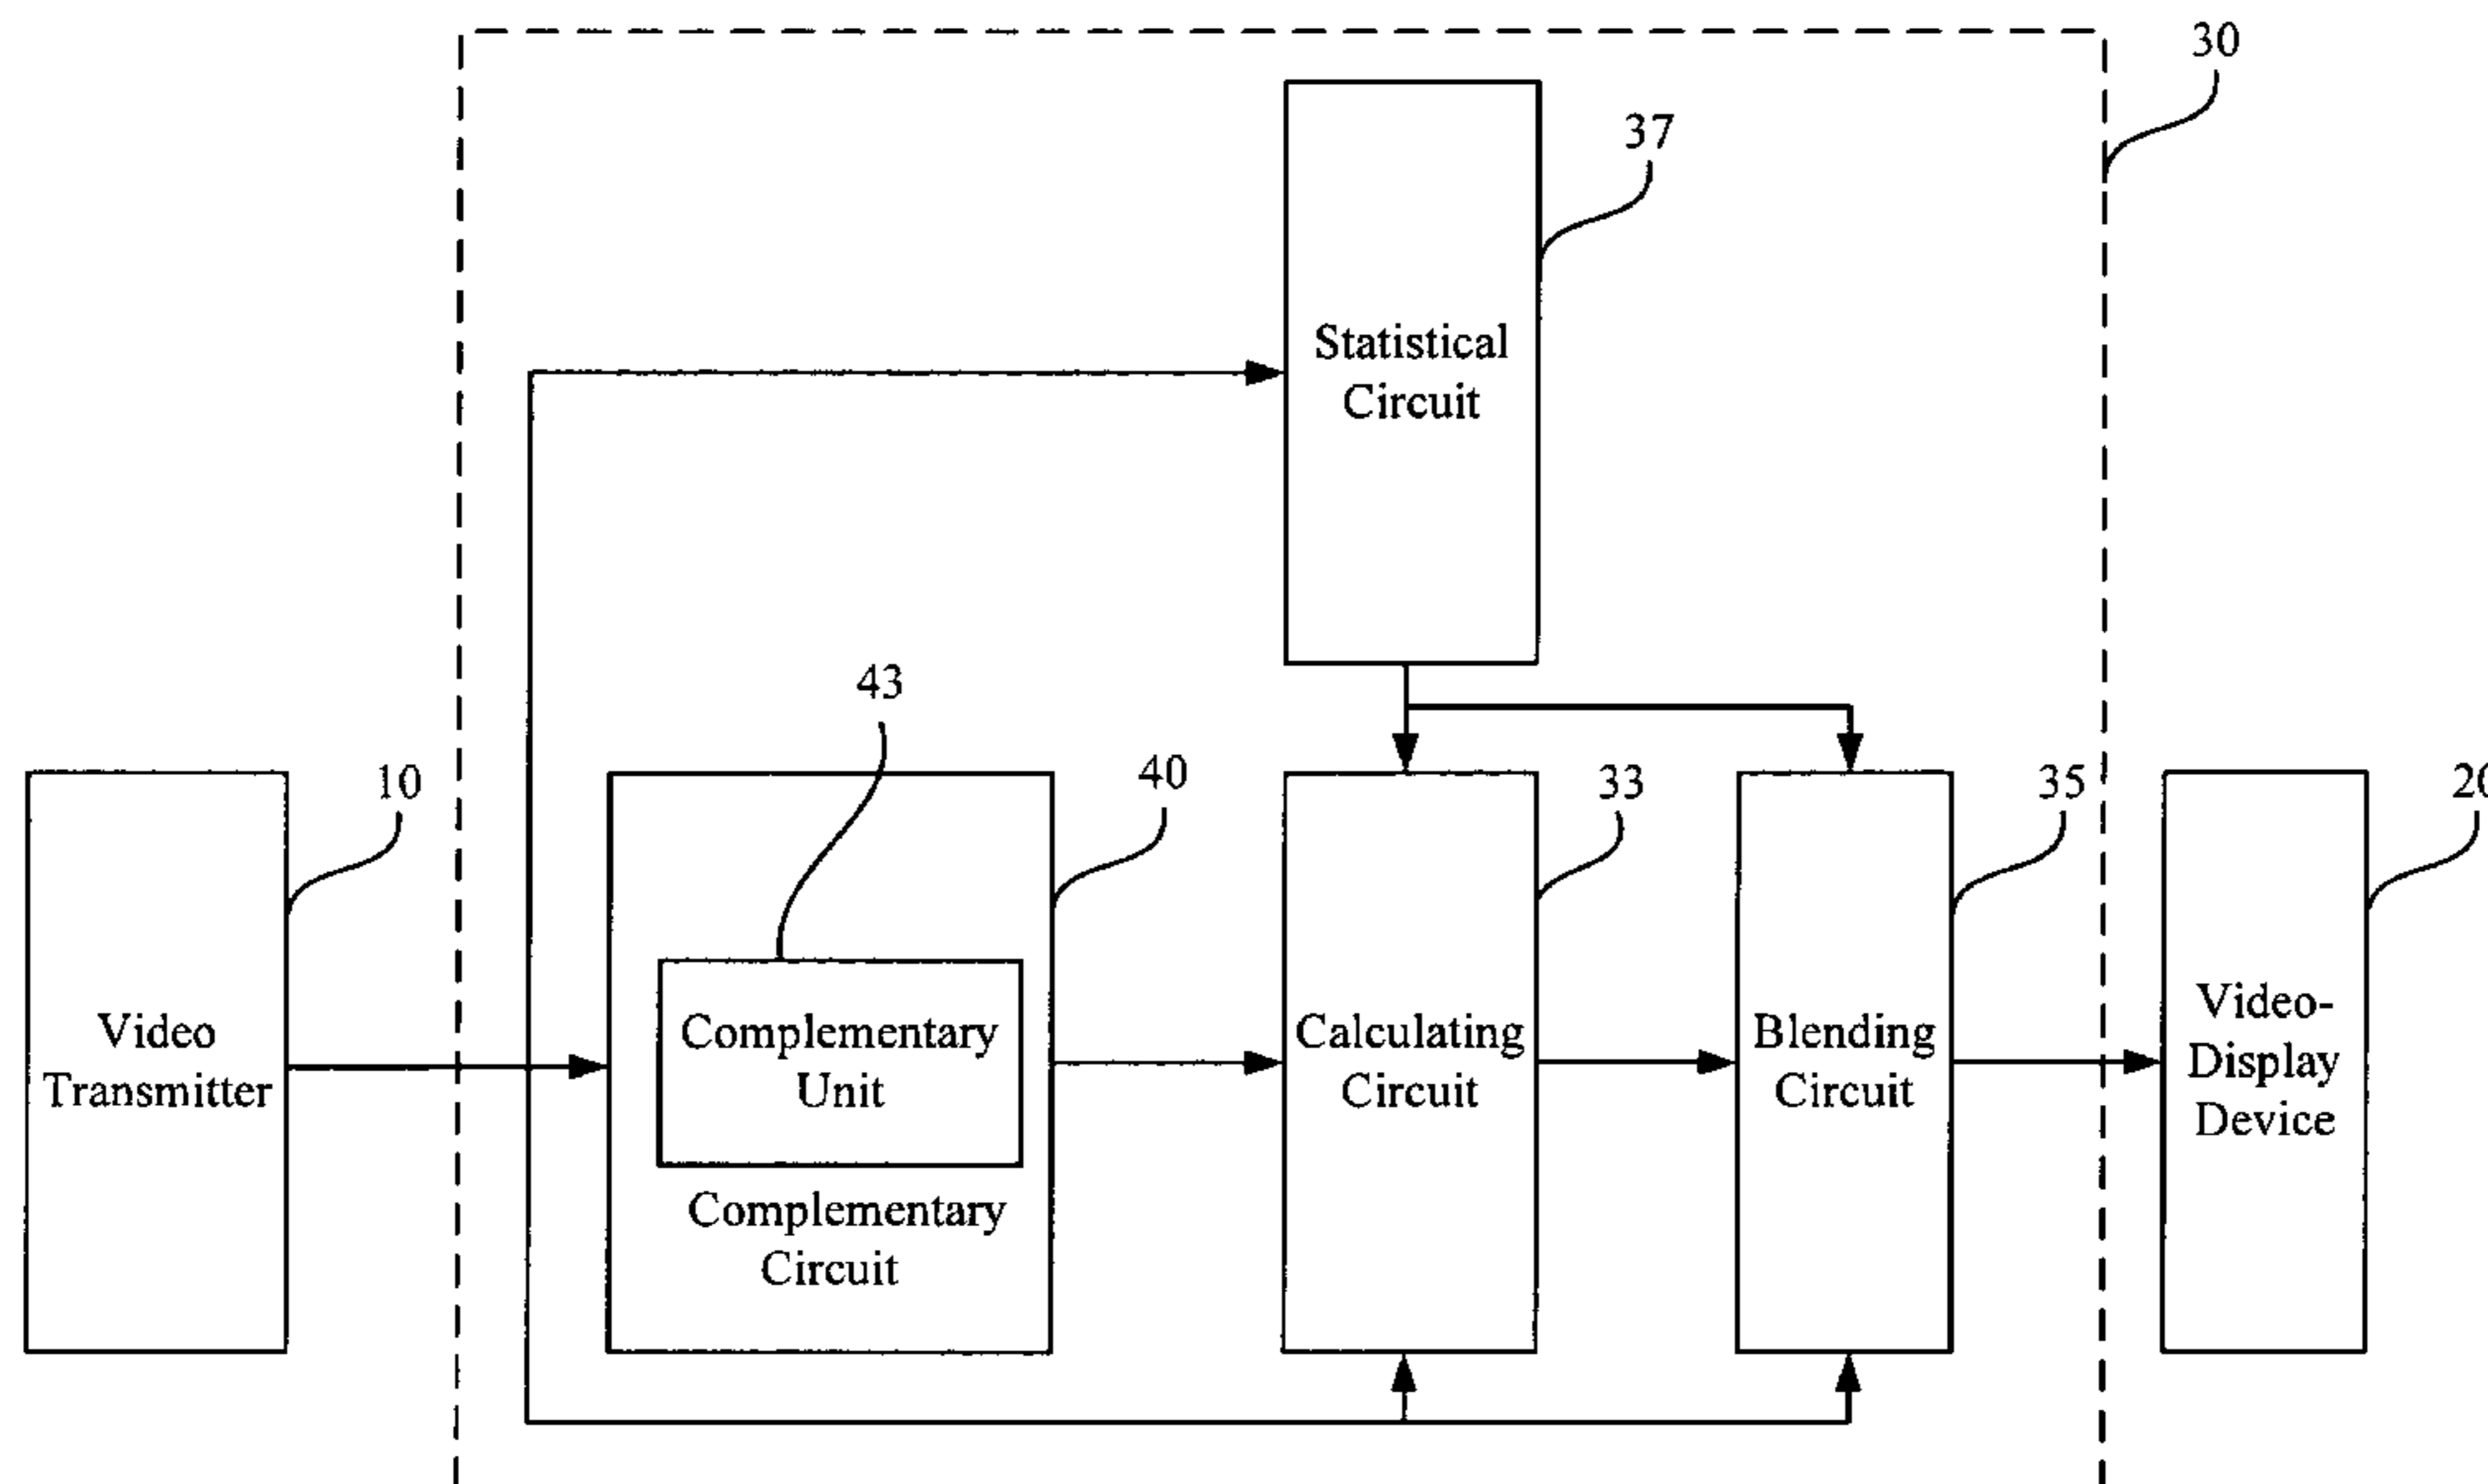 30
37
Statistical
Circuit
43
10
40
33
35
20
Video
Transmitter
Complementary
Unit
Complementary
Circuit
Calculating
Circuit
Blending
Circuit
Video-
Display
Device